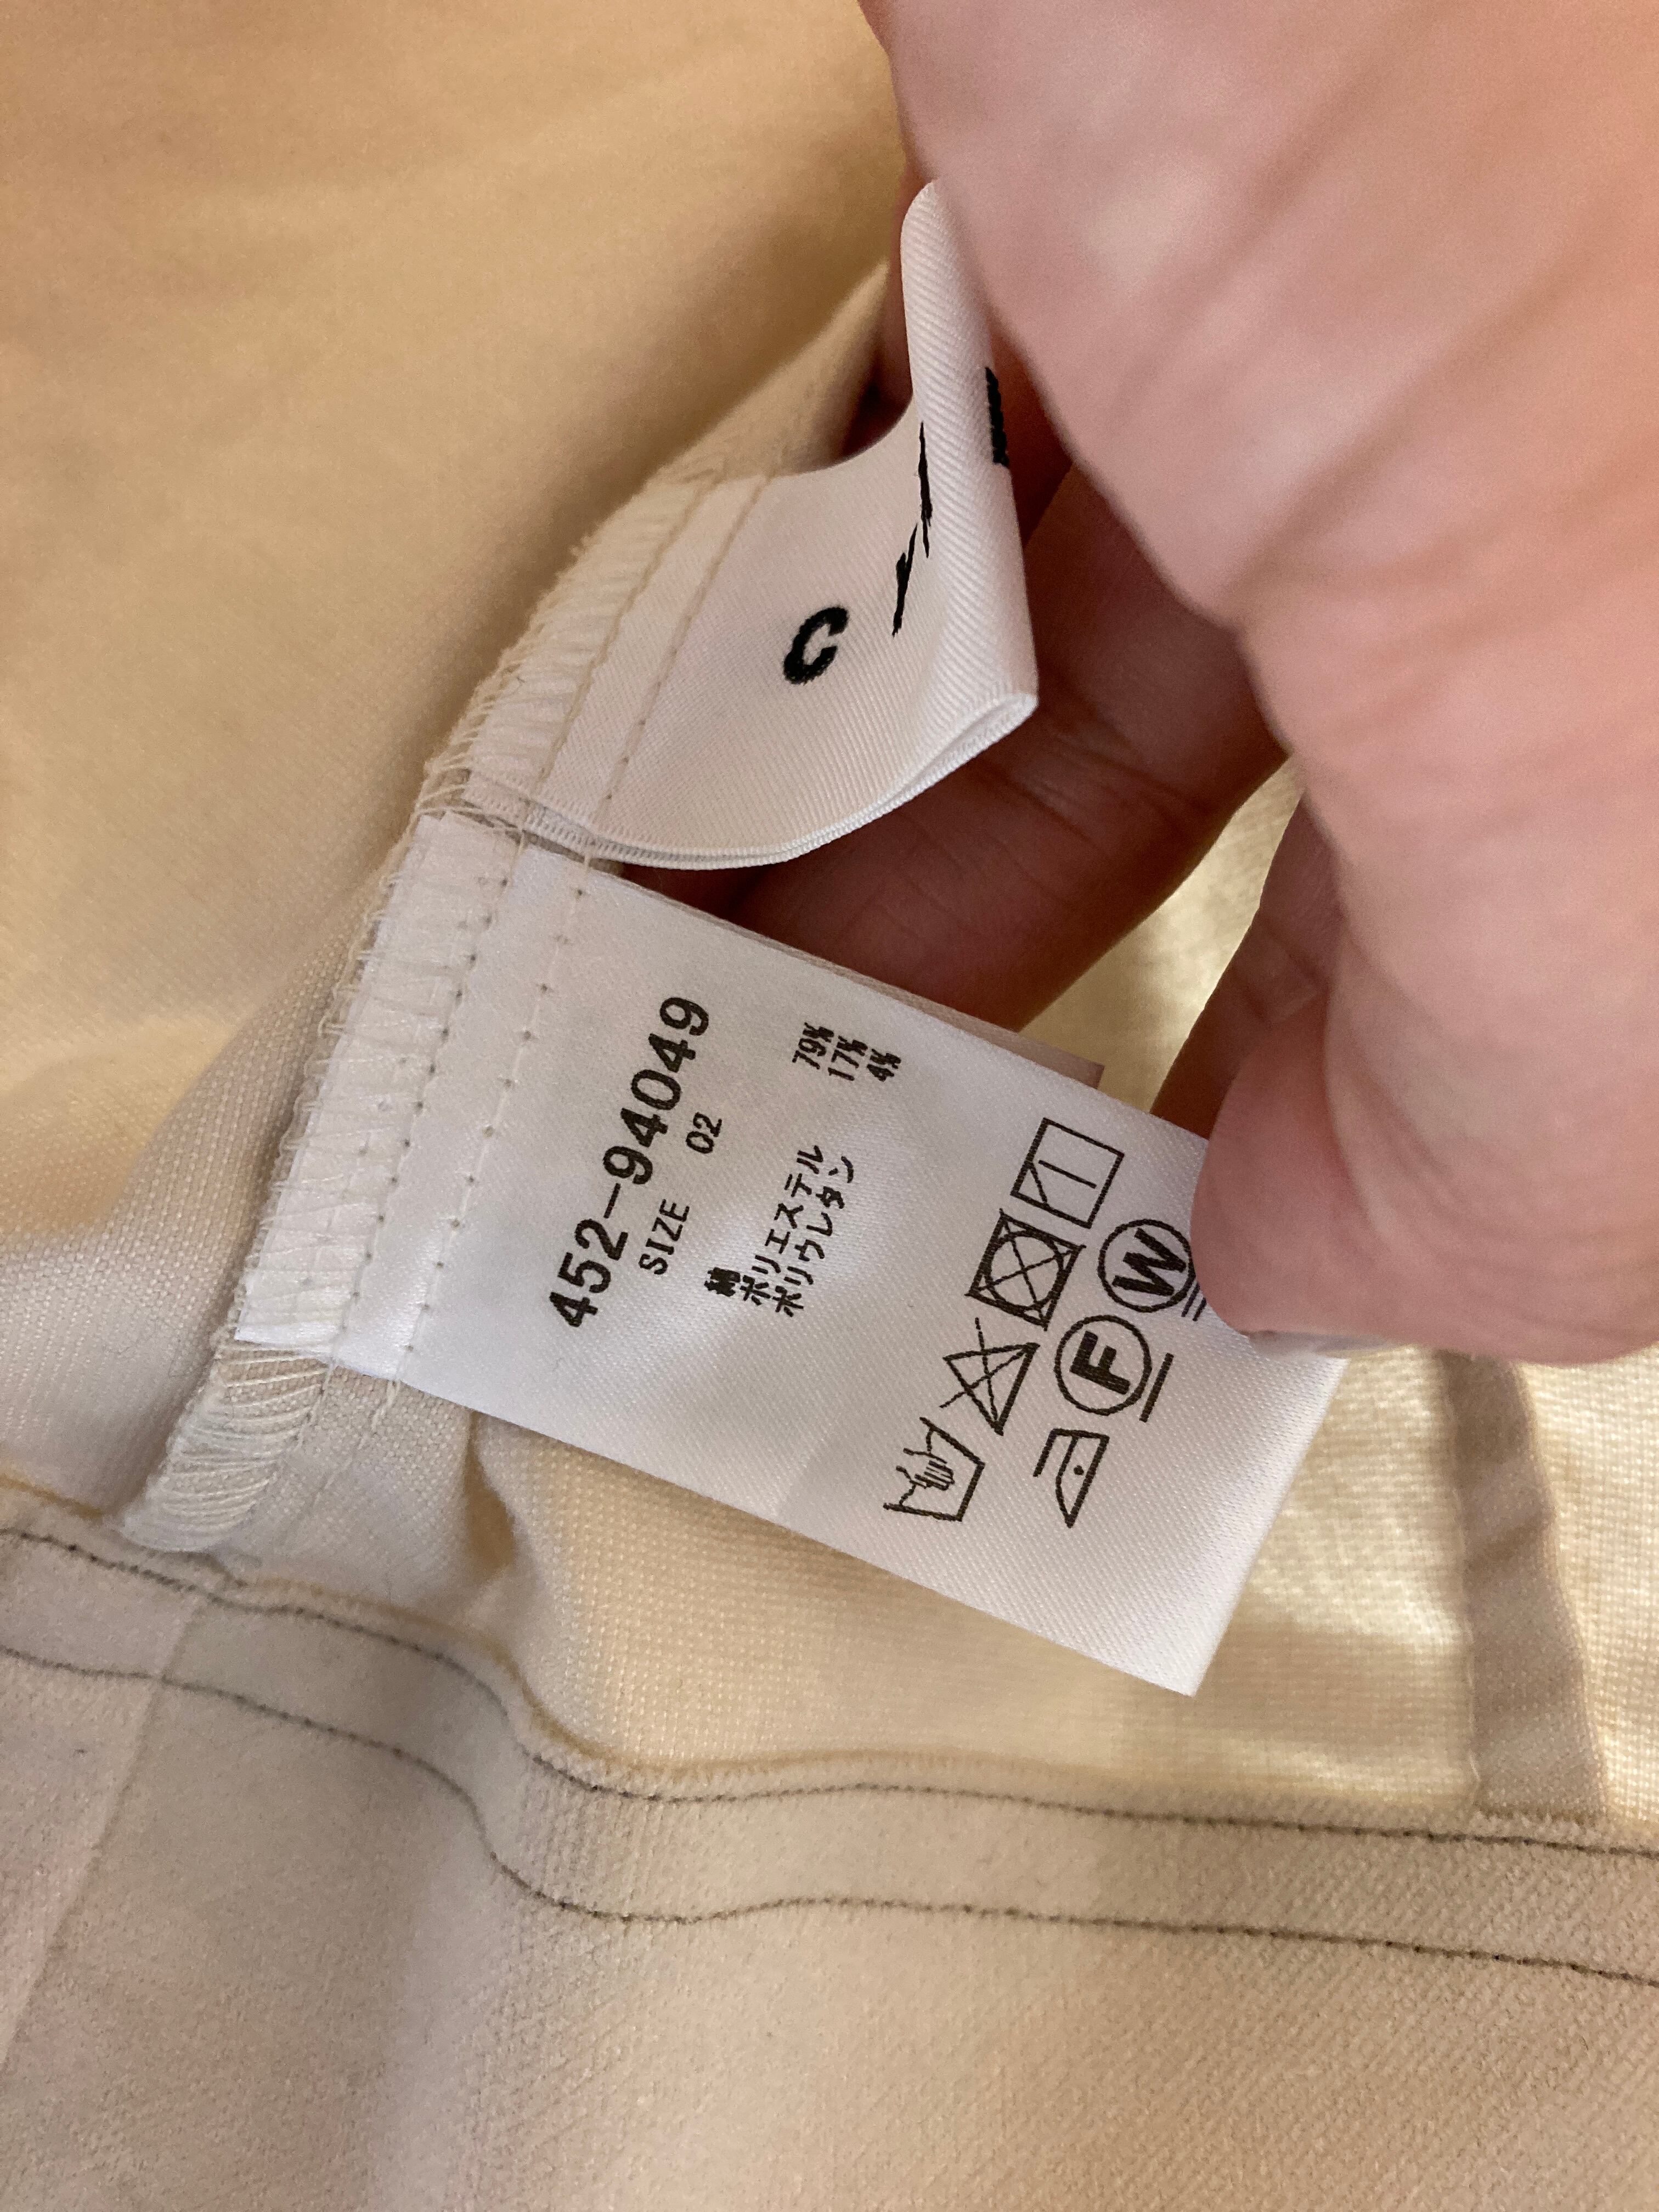 C
452-94049
SIZE 02
綿 79%
ポリエステル 17%
ポリウレタン 4%
F
W